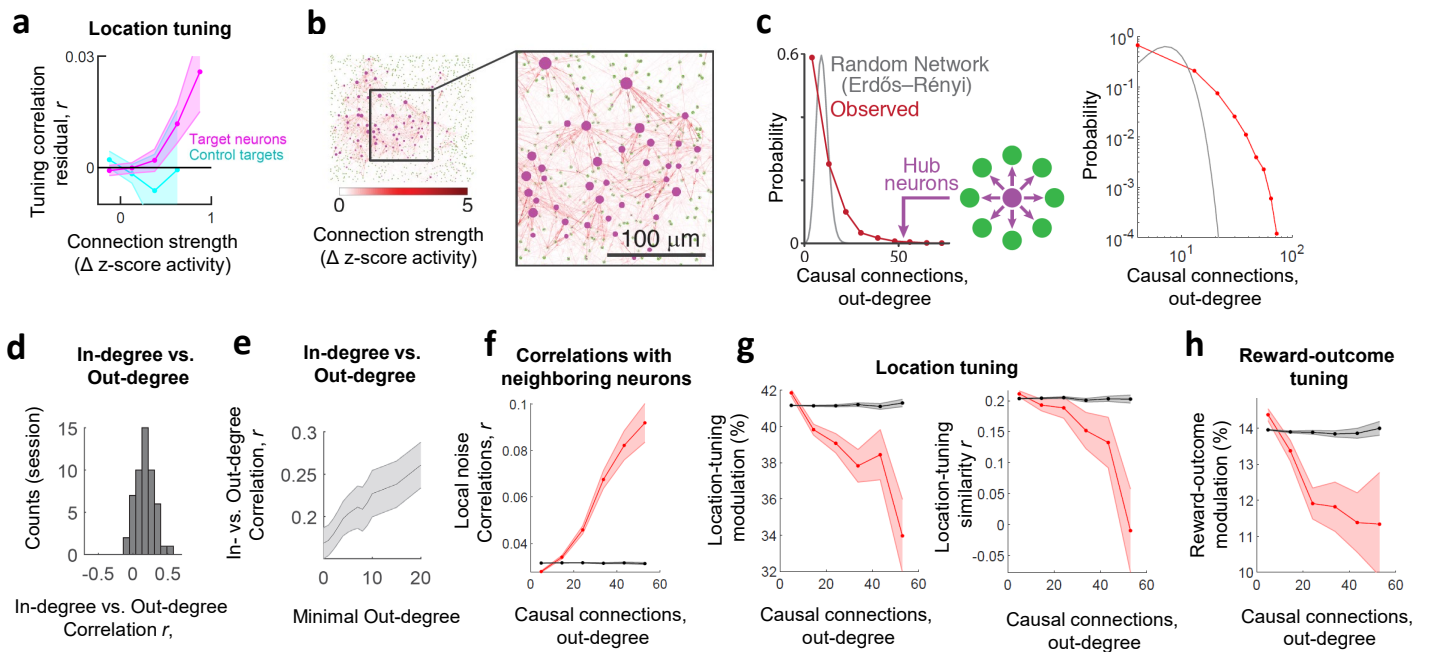 a
Location tuning
0.03
0
Tuning correlation
residual, r
Target neurons
Control targets
0
1
Connection strength
(Δ z-score activity)
b
0
5
Connection strength
(Δ z-score activity)
100 µm
c
0.6
0
Probability
Random Network
(Erdős–Rényi)
Observed
Hub
neurons
0
50
Causal connections,
out-degree
10⁰
10⁻¹
10⁻²
10⁻³
10⁻⁴
Probability
10¹
10²
Causal connections,
out-degree
d
In-degree vs.
Out-degree
15
10
5
0
Counts (session)
-0.5
0
0.5
In-degree vs. Out-degree
Correlation r,
e
In-degree vs.
Out-degree
0.3
0.25
0.2
In- vs. Out-degree
Correlation, r
0
10
20
Minimal Out-degree
f
Correlations with
neighboring neurons
0.1
0.08
0.06
0.04
Local noise
Correlations, r
0
20
40
60
Causal connections,
out-degree
g
Location tuning
42
40
38
36
34
32
Location-tuning
modulation (%)
0
20
40
60
Causal connections,
out-degree
0.2
0.15
0.1
0.05
0
-0.05
Location-tuning
similarity r
0
20
40
60
Causal connections,
out-degree
h
Reward-outcome
tuning
14
13
12
11
10
Reward-outcome
modulation (%)
0
20
40
60
Causal connections,
out-degree